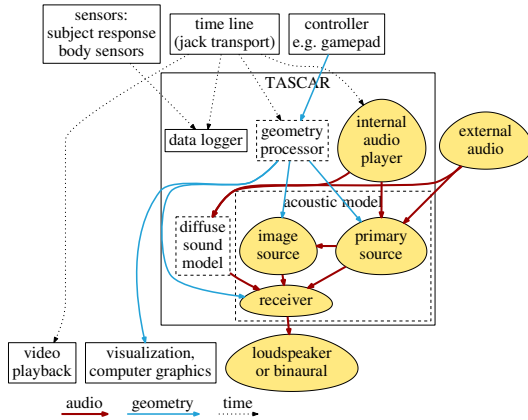 sensors:
subject response
body sensors
time line
(jack transport)
controller
e.g. gamepad
TASCAR
data logger
geometry
processor
internal
audio
player
external
audio
acoustic model
diffuse
sound
model
image
source
primary
source
receiver
video
playback
visualization,
computer graphics
loudspeaker
or binaural
audio
geometry
time